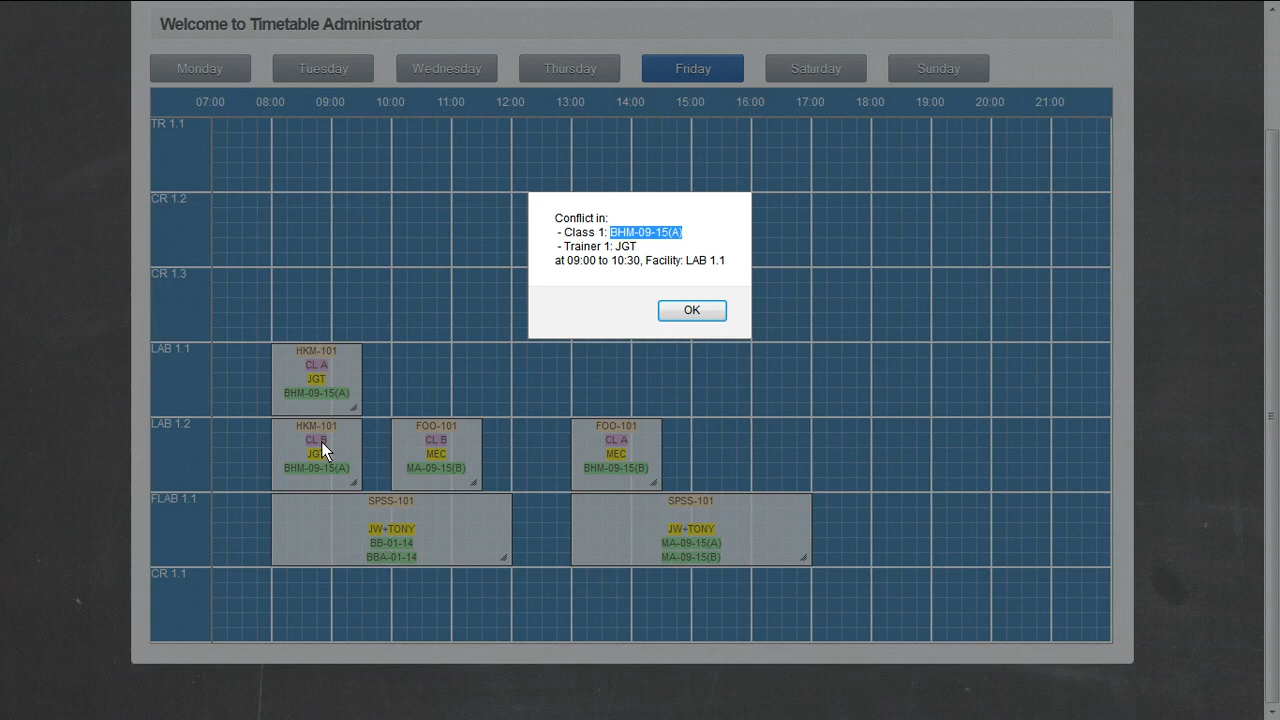 Welcome to Timetable Administrator
Monday Tuesday Wednesday Thursday Friday Saturday Sunday
07:00 08:00 09:00 10:00 11:00 12:00 13:00 14:00 15:00 16:00 17:00 18:00 19:00 20:00 21:00
TR 1.1
CR 1.2
CR 1.3
Conflict in:
- Class 1: BHM-09-15(A)
- Trainer 1: JGT
at 09:00 to 10:30, Facility: LAB 1.1
OK
LAB 1.1
HKM-101
CL A
JGT
BHM-09-15(A)
LAB 1.2
HKM-101
CL B
JGT
BHM-09-15(A)
FOO-101
CL B
MEC
MA-09-15(B)
FOO-101
CL A
MEC
BHM-09-15(B)
FLAB 1.1
SPSS-101
JW+TONY
BB-01-14
BBA-01-14
SPSS-101
JW+TONY
MA-09-15(A)
MA-09-15(B)
CR 1.1